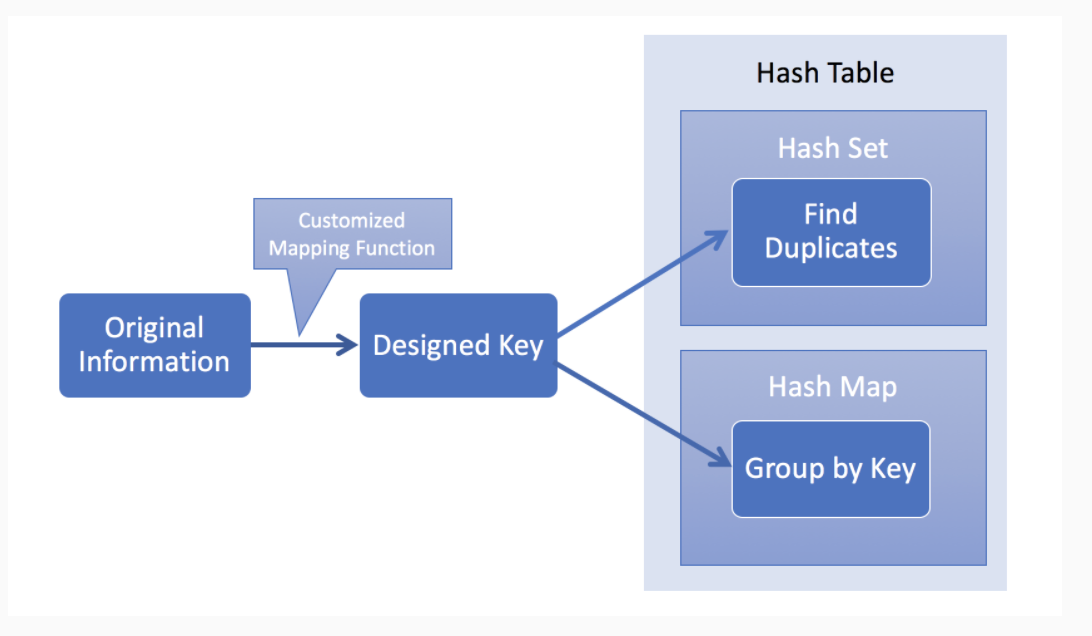 Hash Table
Hash Set
Find
Duplicates
Customized
Mapping Function
Original
Information
Designed Key
Hash Map
Group by Key